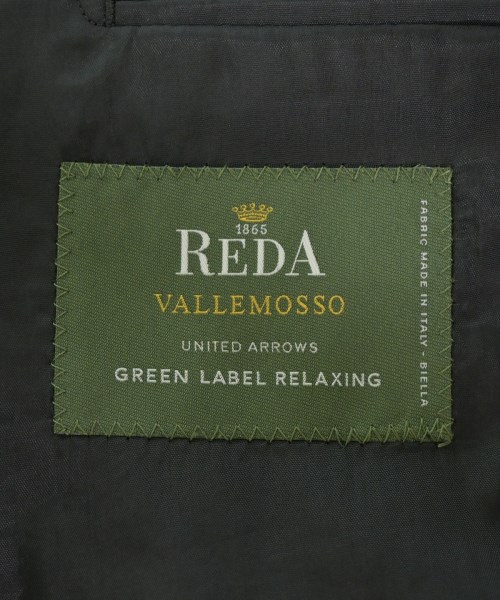 1865
REDA
VALLEMOSSO
UNITED ARROWS
GREEN LABEL RELAXING
FABRIC MADE IN ITALY - BIELLA